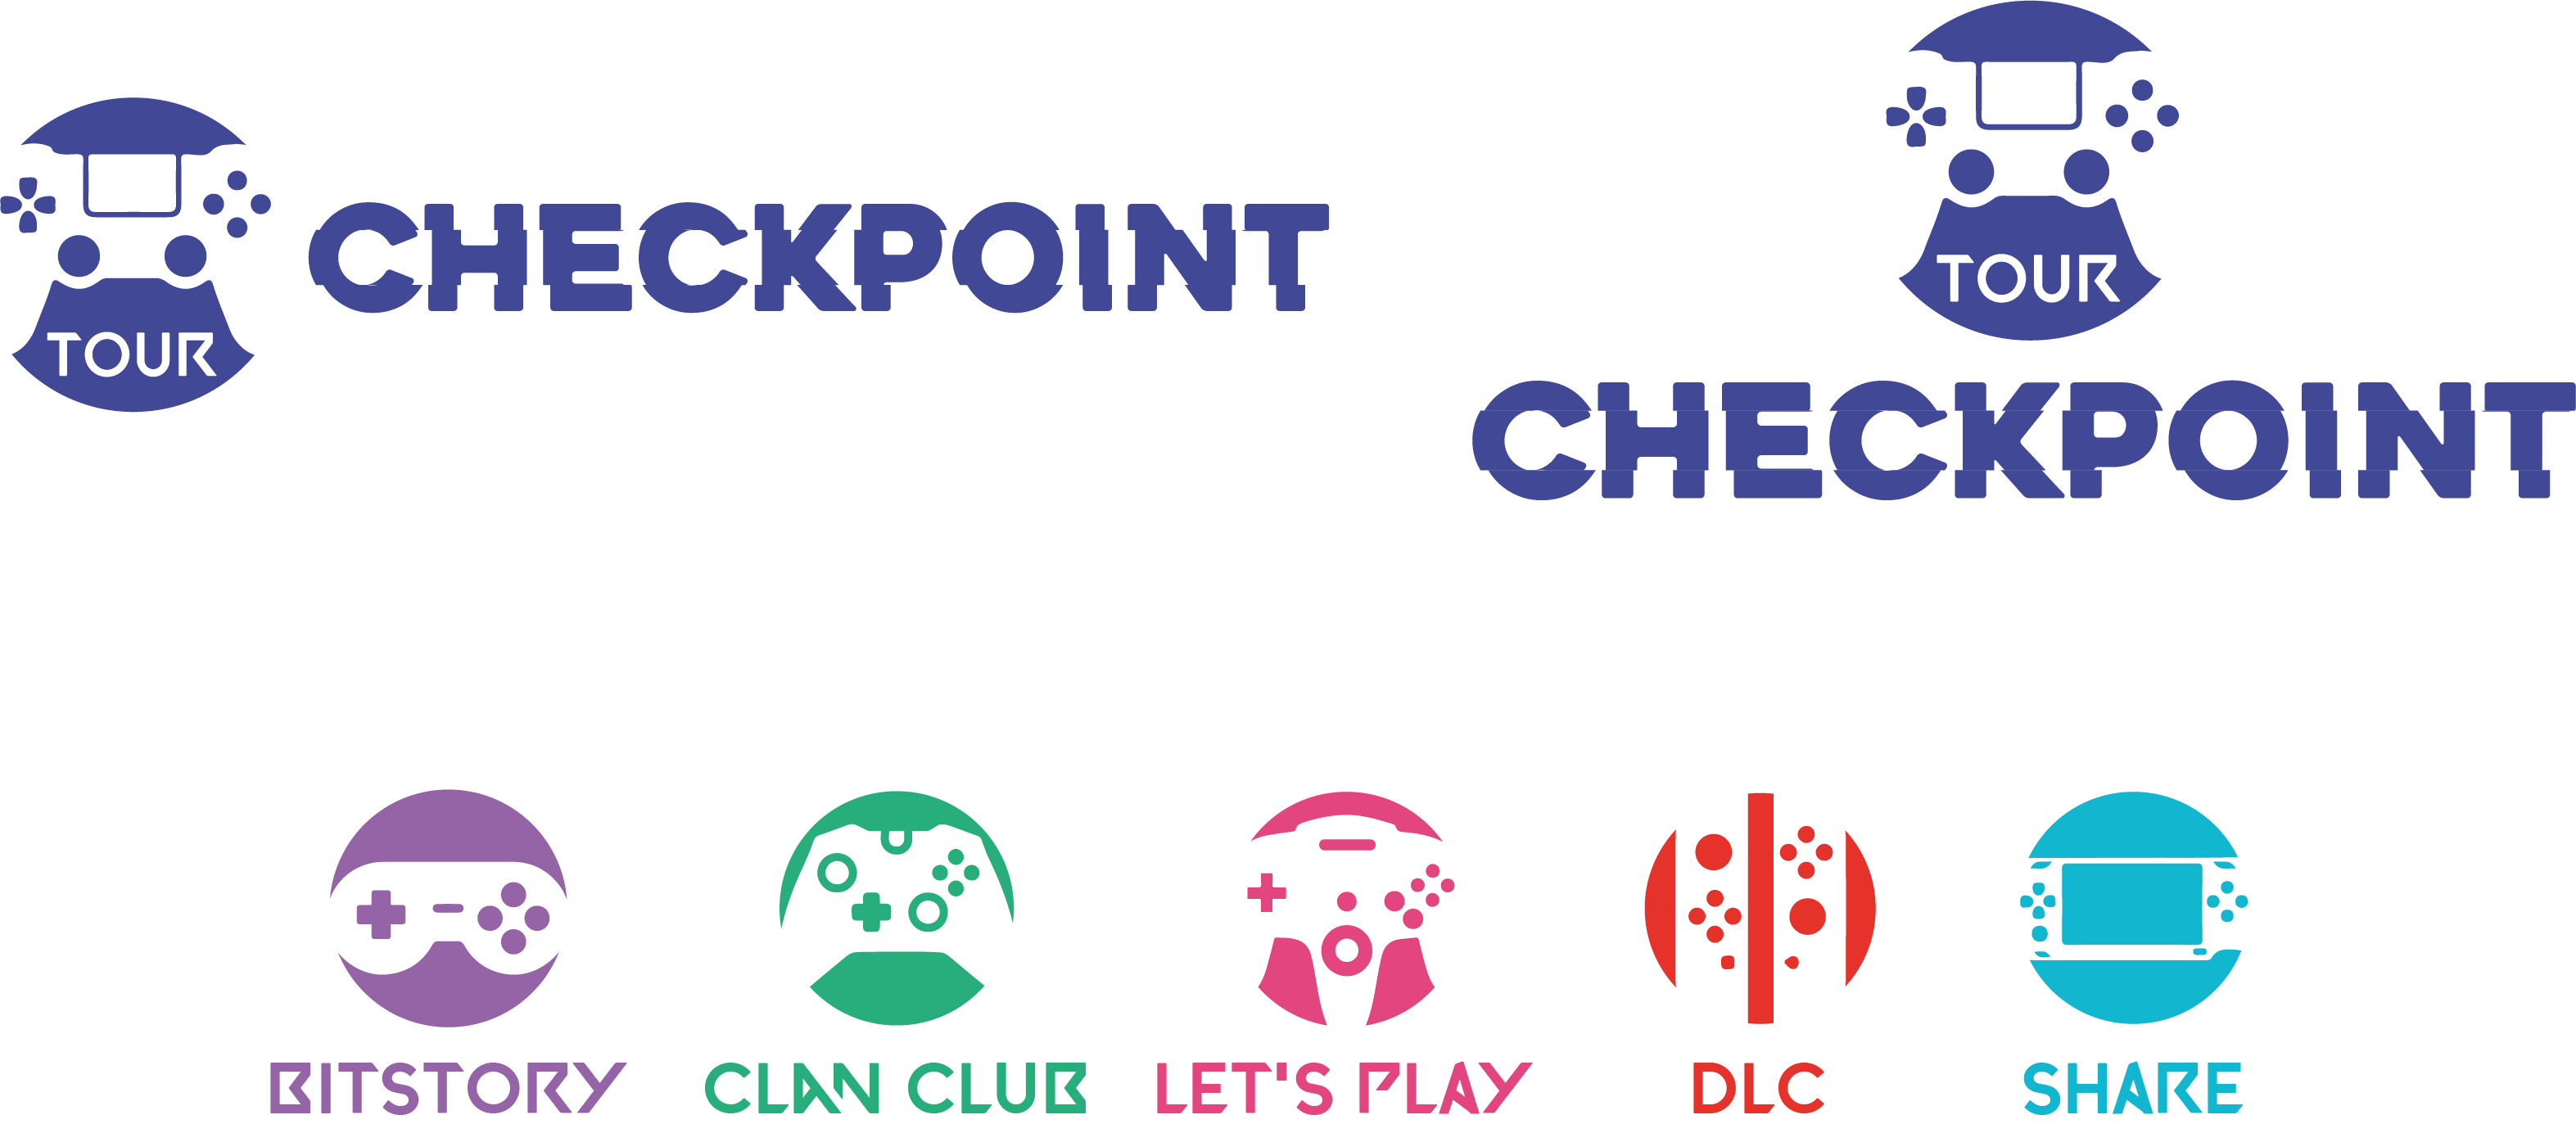 TOUR
CHECKPOINT
TOUR
CHECKPOINT
BITSTORY
CLAN CLUB
LET'S PLAY
DLC
SHARE